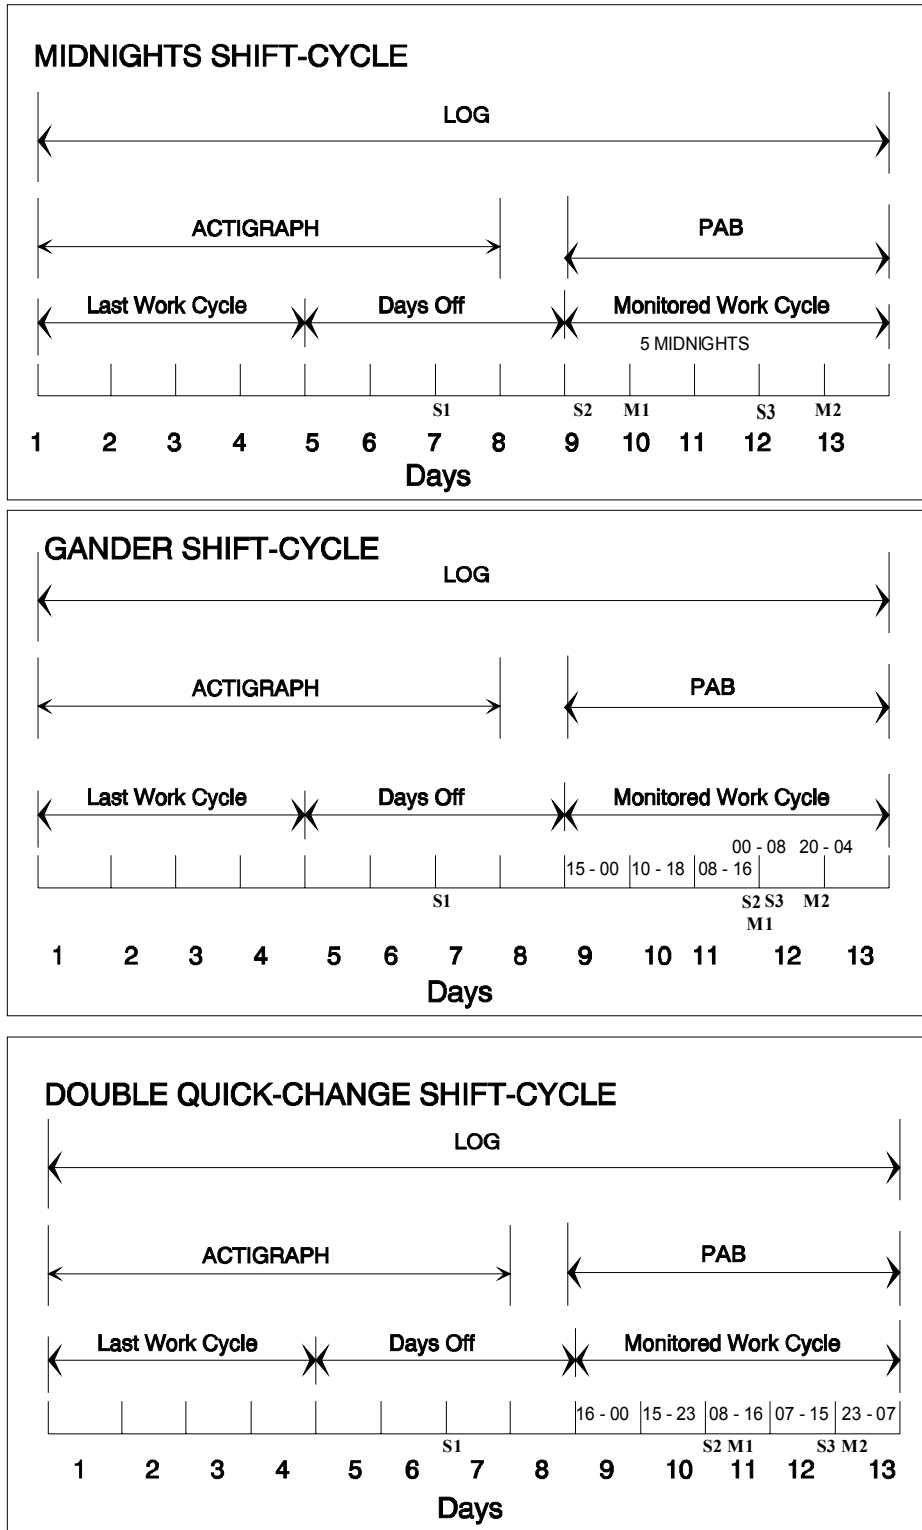 MIDNIGHTS SHIFT-CYCLE
LOG
ACTIGRAPH PAB
Last Work Cycle Days Off Monitored Work Cycle
5 MIDNIGHTS
S1 S2 M1 S3 M2
1 2 3 4 5 6 7 8 9 10 11 12 13
Days
GANDER SHIFT-CYCLE
LOG
ACTIGRAPH PAB
Last Work Cycle Days Off Monitored Work Cycle
00 - 08 20 - 04
15 - 00 10 - 18 08 - 16
S1 S2 S3 M2
M1
1 2 3 4 5 6 7 8 9 10 11 12 13
Days
DOUBLE QUICK-CHANGE SHIFT-CYCLE
LOG
ACTIGRAPH PAB
Last Work Cycle Days Off Monitored Work Cycle
16 - 00 15 - 23 08 - 16 07 - 15 23 - 07
S1 S2 M1 S3 M2
1 2 3 4 5 6 7 8 9 10 11 12 13
Days